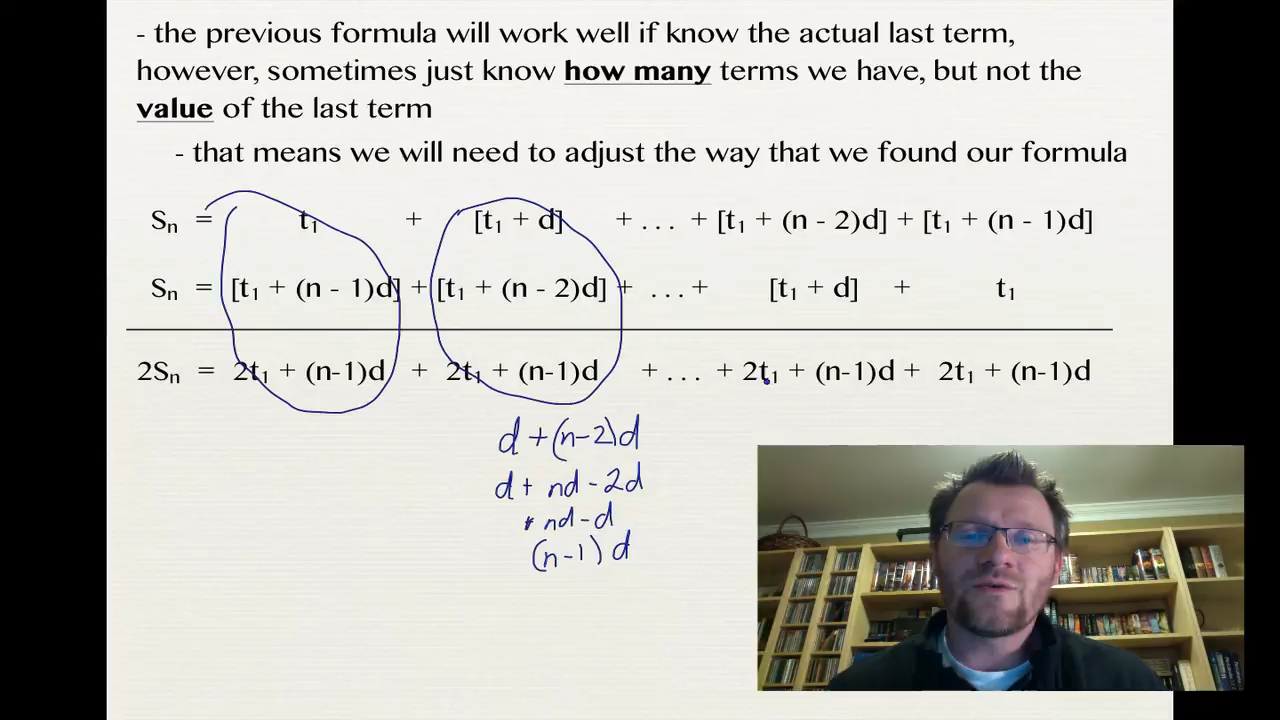 - the previous formula will work well if know the actual last term,
however, sometimes just know how many terms we have, but not the
value of the last term
- that means we will need to adjust the way that we found our formula
Sₙ = t₁ + [t₁ + d] + . . . + [t₁ + (n - 2)d] + [t₁ + (n - 1)d]
Sₙ = [t₁ + (n - 1)d] + [t₁ + (n - 2)d] + . . . + [t₁ + d] + t₁
2Sₙ = 2t₁ + (n-1)d + 2t₁ + (n-1)d + . . . + 2t₁ + (n-1)d + 2t₁ + (n-1)d
d + (n-2)d
d + nd - 2d
nd - d
(n-1) d